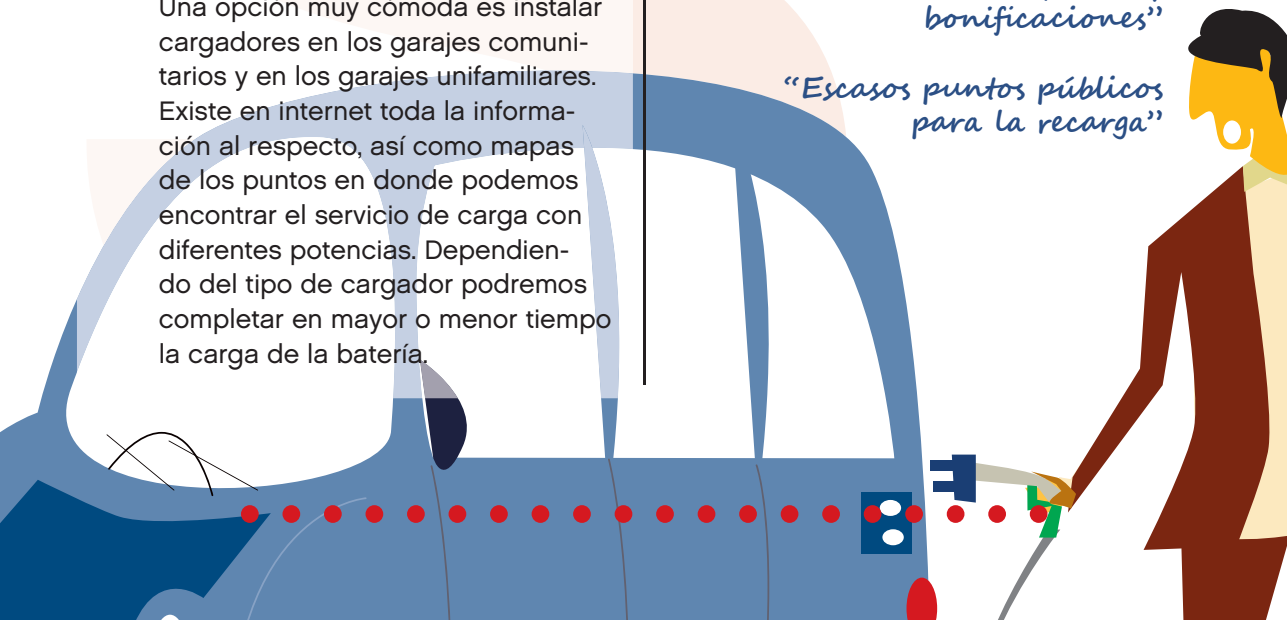 Una opción muy cómoda es instalar
cargadores en los garajes comuni-
tarios y en los garajes unifamiliares.
Existe en internet toda la informa-
ción al respecto, así como mapas
de los puntos en donde podemos
encontrar el servicio de carga con
diferentes potencias. Dependien-
do del tipo de cargador podremos
completar en mayor o menor tiempo
la carga de la batería.
bonificaciones”
“Escasos puntos públicos
para la recarga”